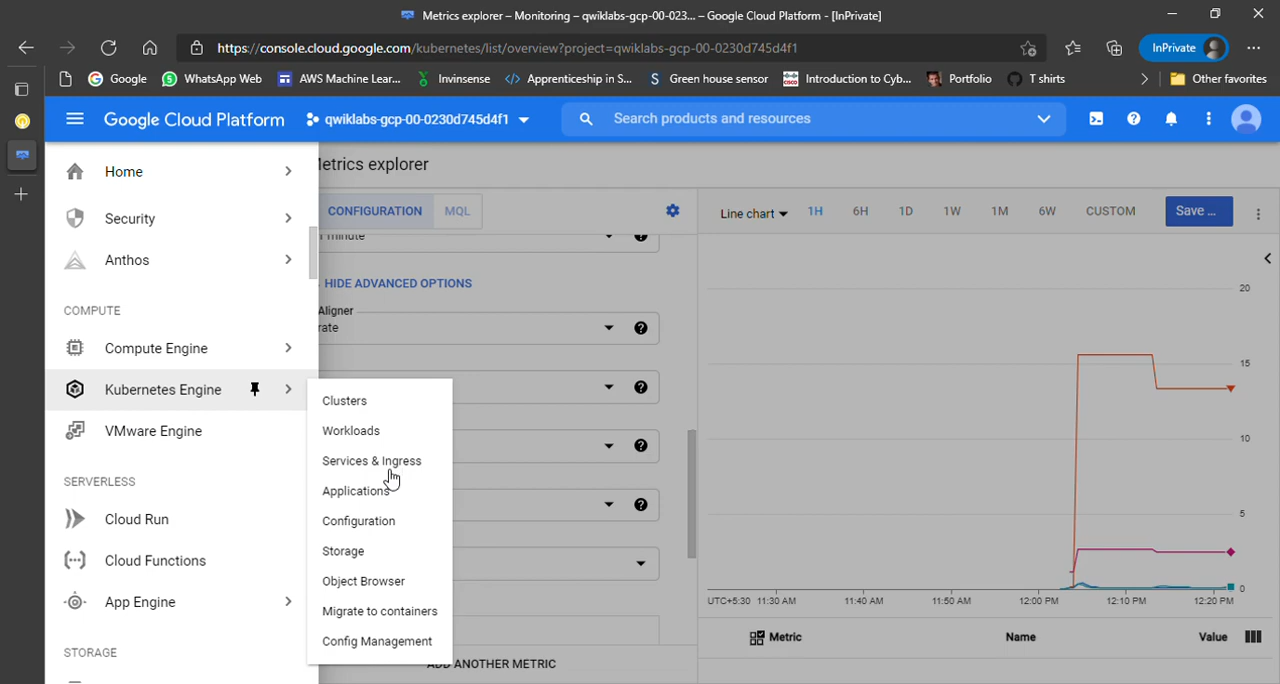 Metrics explorer – Monitoring – qwiklabs-gcp-00-023... – Google Cloud Platform - [InPrivate]
https://console.cloud.google.com/kubernetes/list/overview?project=qwiklabs-gcp-00-0230d745d4f1
InPrivate
Google
WhatsApp Web
AWS Machine Lear...
Invinsense
Apprenticeship in S...
Green house sensor
Introduction to Cyb...
Portfolio
T shirts
Other favorites
Google Cloud Platform
qwiklabs-gcp-00-0230d745d4f1
Search products and resources
Home
Security
Anthos
COMPUTE
Compute Engine
Kubernetes Engine
VMware Engine
SERVERLESS
Cloud Run
Cloud Functions
App Engine
STORAGE
Clusters
Workloads
Services & Ingress
Applications
Configuration
Storage
Object Browser
Migrate to containers
Config Management
etrics explorer
CONFIGURATION
MQL
1 minute
HIDE ADVANCED OPTIONS
Aligner
rate
ADD ANOTHER METRIC
Line chart
1H
6H
1D
1W
1M
6W
CUSTOM
Save ...
20
15
10
5
0
UTC+5:30
11:30 AM
11:40 AM
11:50 AM
12:00 PM
12:10 PM
12:20 PM
Metric
Name
Value